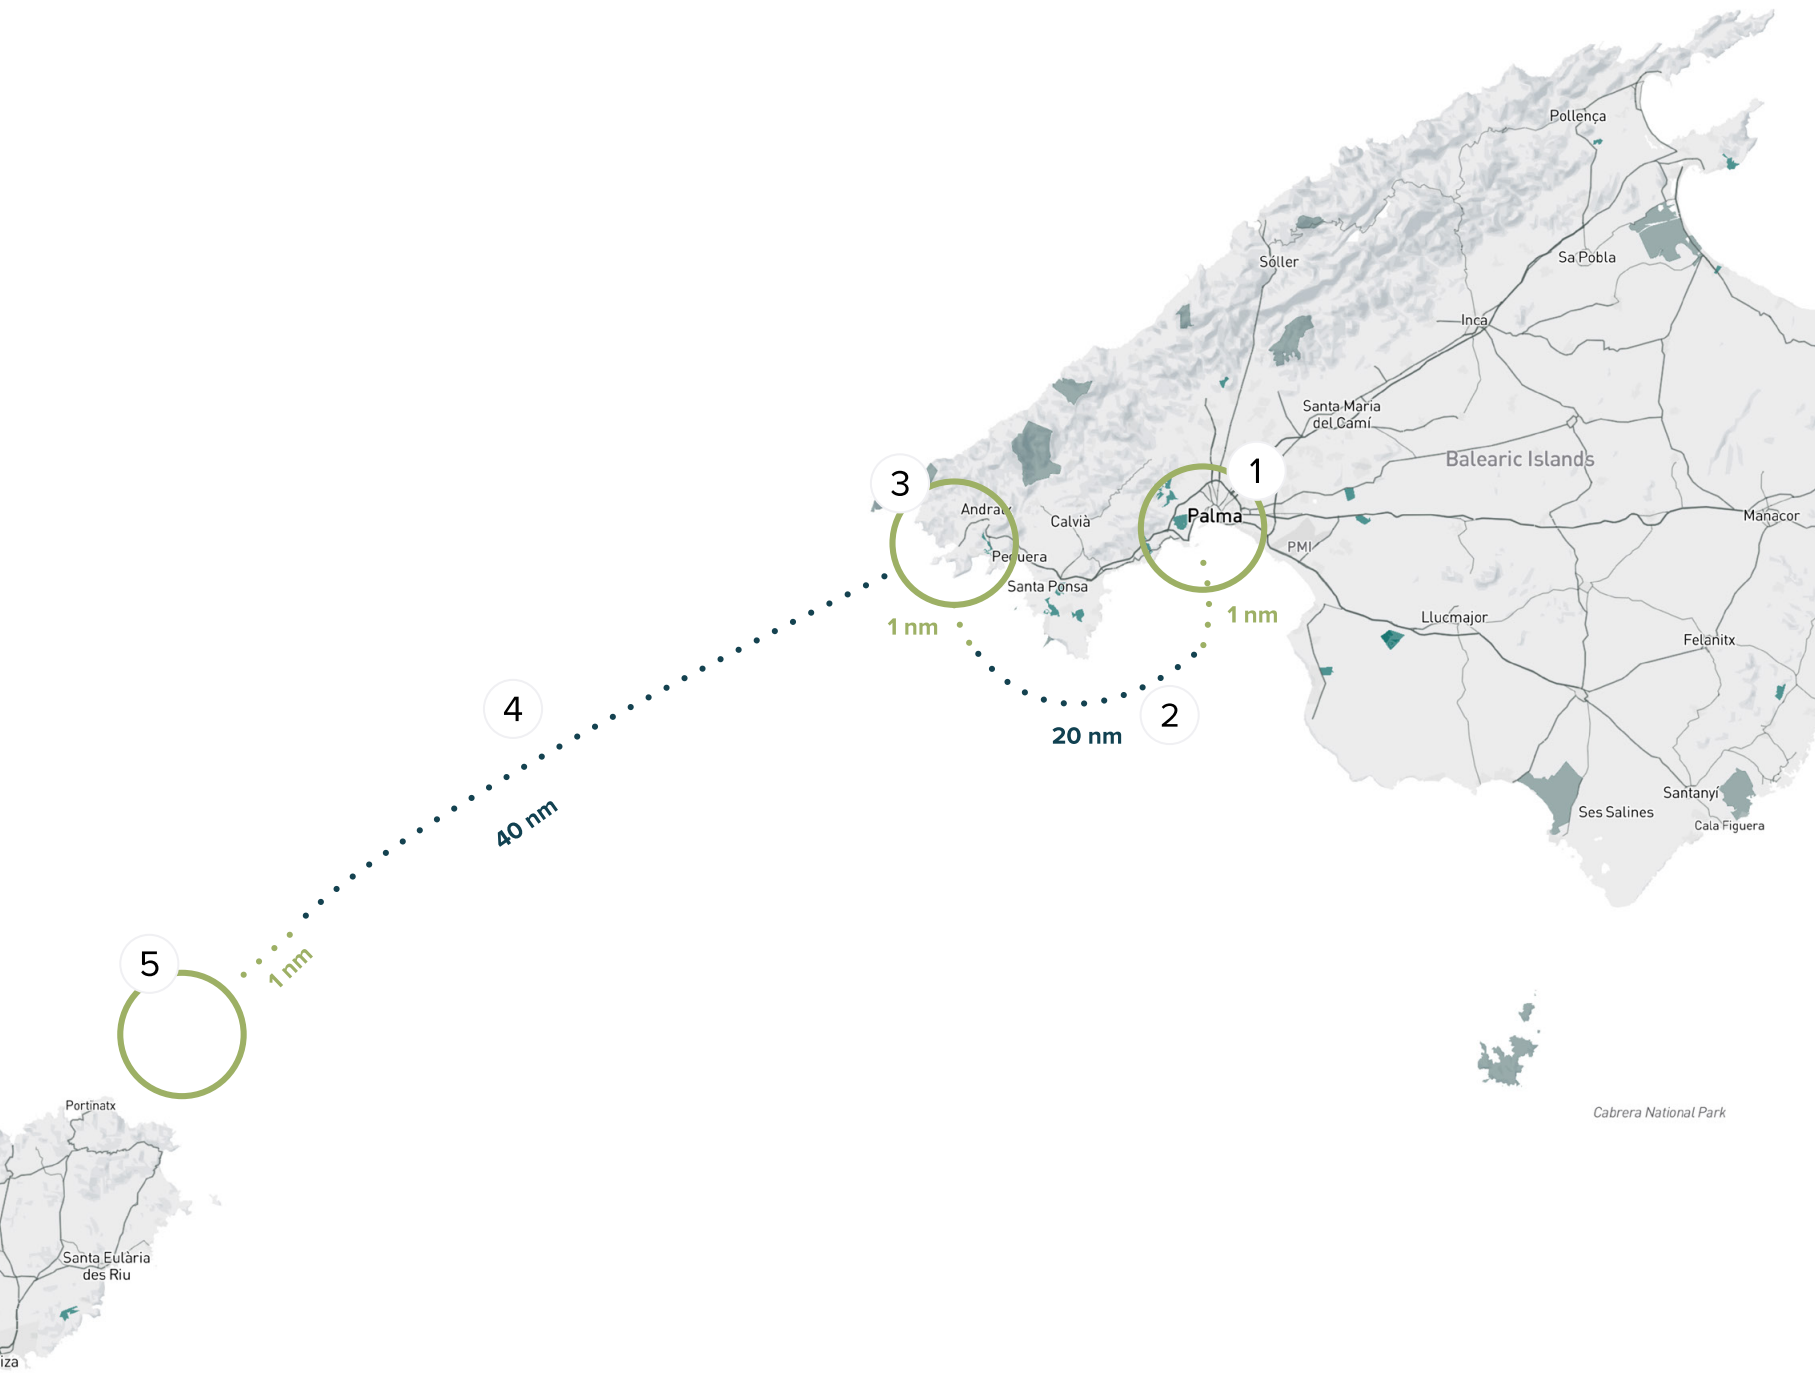 Pollença
Sóller
Sa Pobla
Inca
Santa Maria
del Camí
Balearic Islands
1
3
Andratx
Calvià
Palma
Manacor
PMI
Peguera
Santa Ponsa
1 nm
1 nm
Llucmajor
Felanitx
4
2
20 nm
40 nm
Santanyí
Ses Salines
Cala Figuera
5
1 nm
Portinatx
Cabrera National Park
Santa Eulària
des Riu
iza